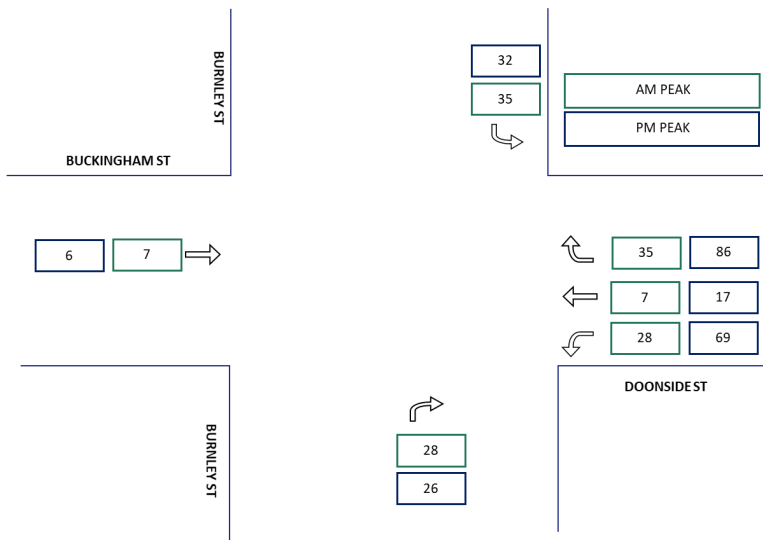 BURNLEY ST
32
35
AM PEAK
PM PEAK
BUCKINGHAM ST
6 7
35 86
7 17
28 69
DOONSIDE ST
BURNLEY ST
28
26